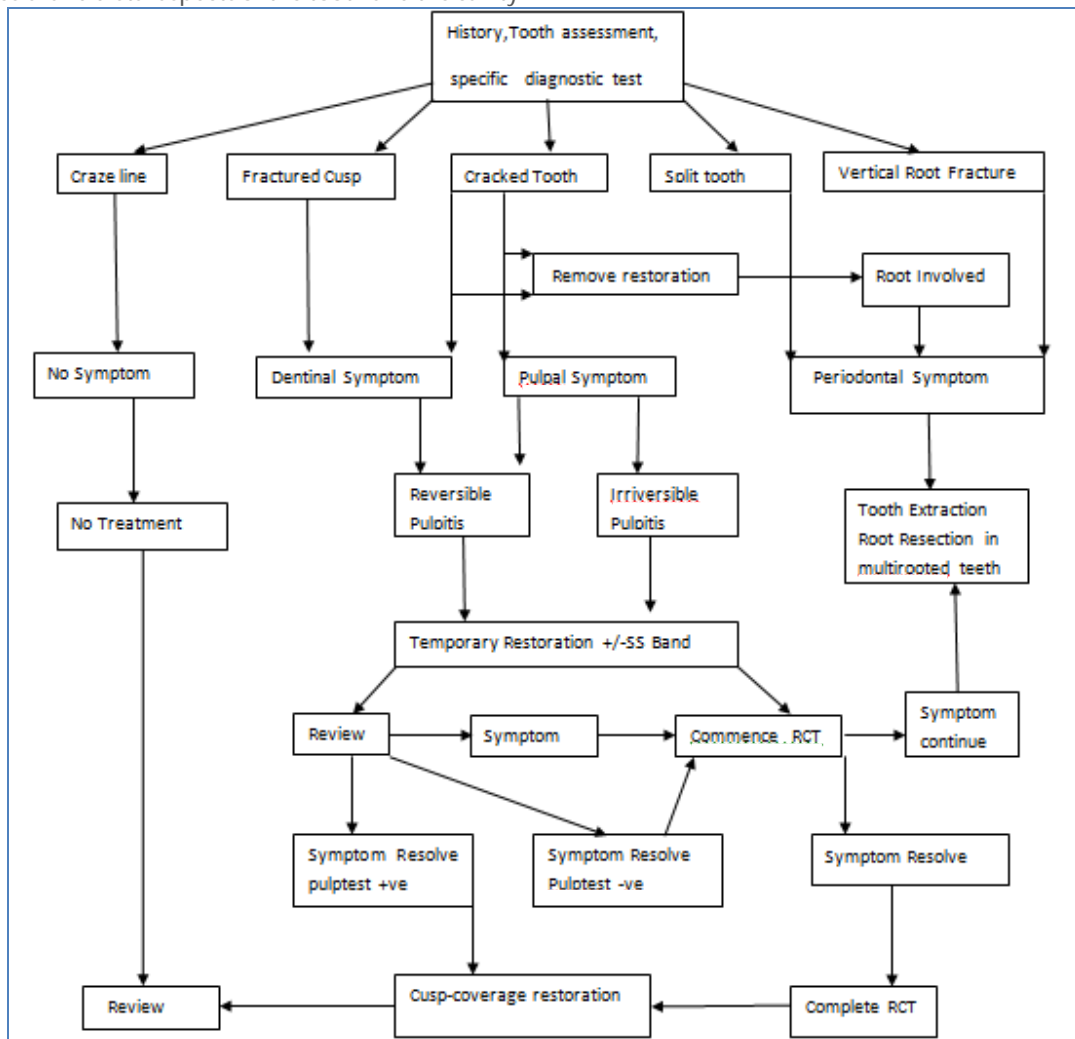 History,Tooth assessment,
specific diagnostic test
Craze line
Fractured Cusp
Cracked Tooth
Split tooth
Vertical Root Fracture
Remove restoration
Root Involved
No Symptom
Dentinal Symptom
Pulpal Symptom
Periodontal Symptom
Reversible
Pulpitis
Irriversible
Pulpitis
No Treatment
Tooth Extraction
Root Resection in
multirooted teeth
Temporary Restoration +/-SS Band
Review
Symptom
Commence RCT
Symptom
continue
Symptom Resolve
pulptest +ve
Symptom Resolve
Pulptest -ve
Symptom Resolve
Review
Cusp-coverage restoration
Complete RCT